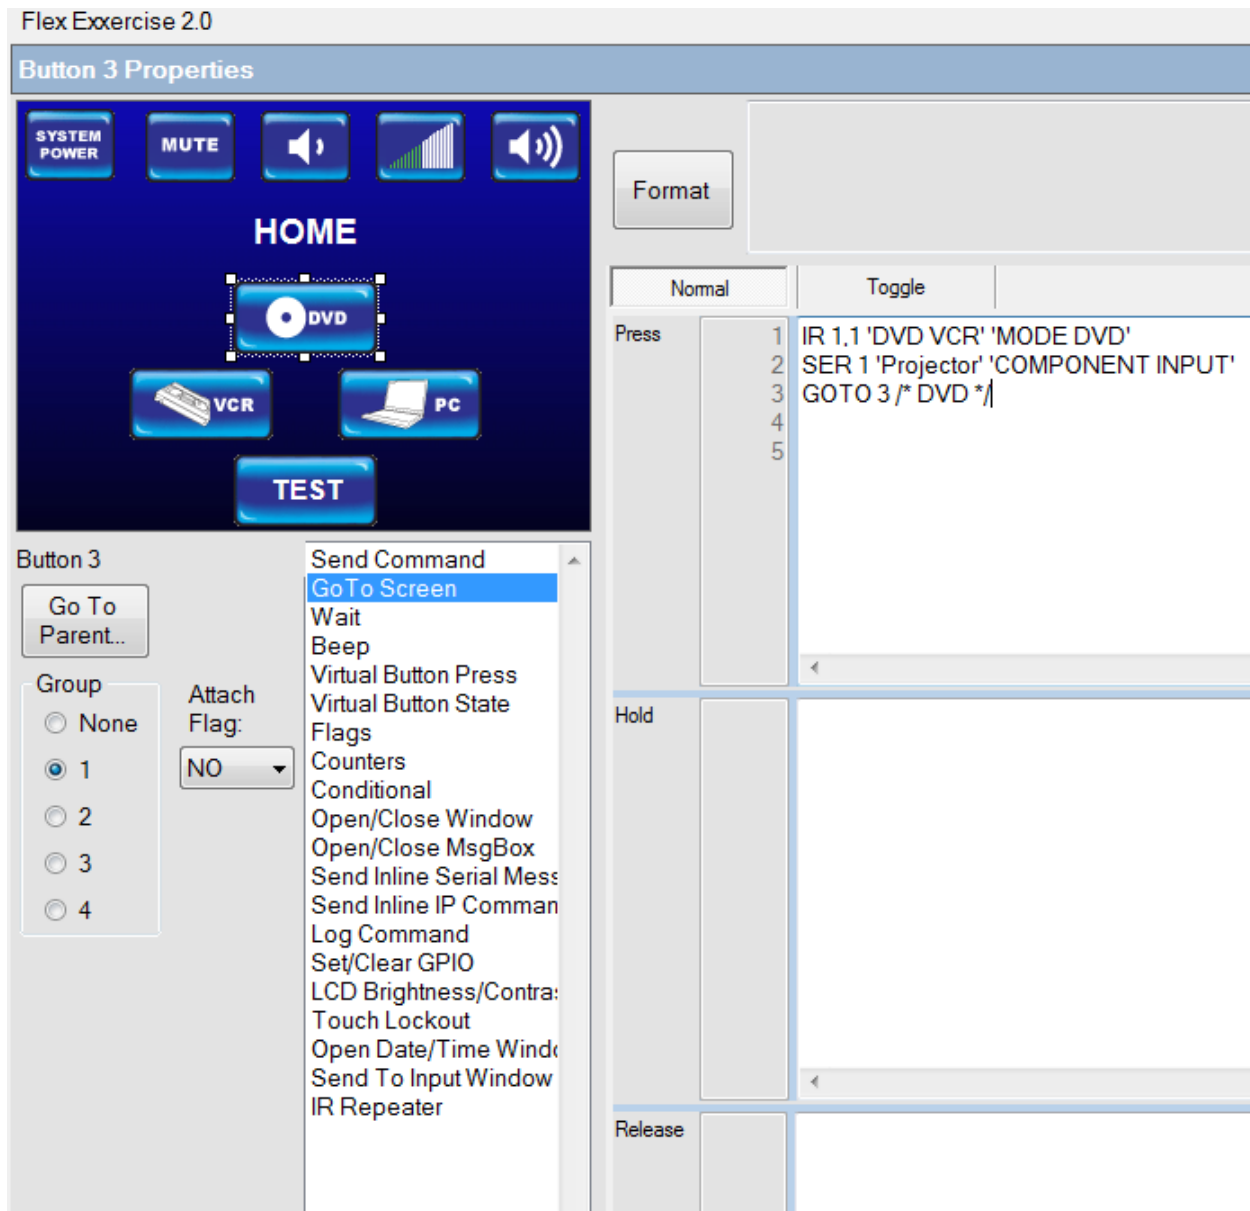 Flex Exxercise 2.0
Button 3 Properties
SYSTEM
POWER
MUTE
HOME
DVD
VCR
PC
TEST
Format
Normal
Toggle
Press
1
IR 1,1 'DVD VCR' 'MODE DVD'
2
SER 1 'Projector' 'COMPONENT INPUT'
3
GOTO 3 /* DVD */
4
5
Hold
Release
Button 3
Go To
Parent...
Group
None
1
2
3
4
Attach
Flag:
NO
Send Command
GoTo Screen
Wait
Beep
Virtual Button Press
Virtual Button State
Flags
Counters
Conditional
Open/Close Window
Open/Close MsgBox
Send Inline Serial Mess
Send Inline IP Comman
Log Command
Set/Clear GPIO
LCD Brightness/Contra
Touch Lockout
Open Date/Time Wind
Send To Input Window
IR Repeater